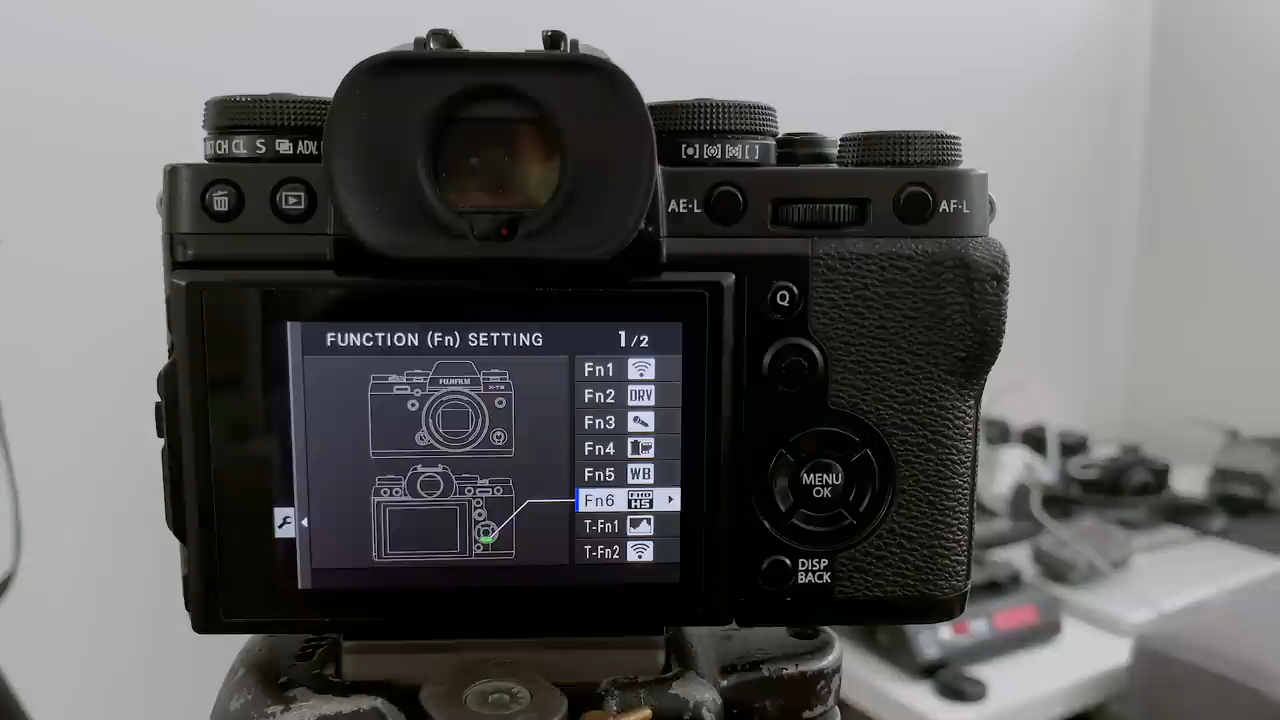 CH CL S ADV.
AE-L
AF-L
Q
FUNCTION (Fn) SETTING 1/2
FUJIFILM
Fn1
Fn2 DRV
Fn3
Fn4
Fn5 WB
Fn6 FHD HS
T-Fn1
T-Fn2
MENU
OK
DISP
BACK